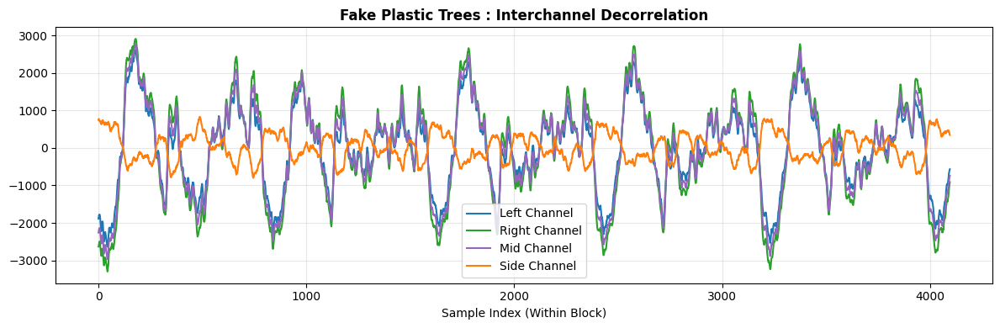 Fake Plastic Trees : Interchannel Decorrelation
3000
2000
1000
0
−1000
−2000
−3000
Left Channel
Right Channel
Mid Channel
Side Channel
0
1000
2000
3000
4000
Sample Index (Within Block)